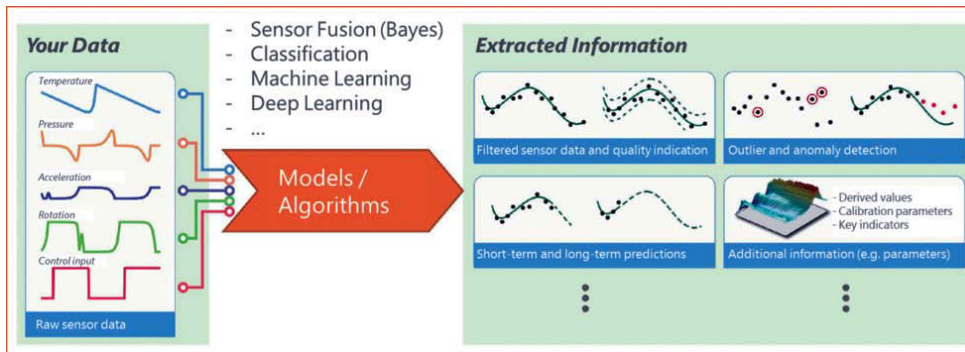 Your Data
Temperature
Pressure
Acceleration
Rotation
Control input
Raw sensor data
- Sensor Fusion (Bayes)
- Classification
- Machine Learning
- Deep Learning
- ...
Models /
Algorithms
Extracted Information
Filtered sensor data and quality indication
Outlier and anomaly detection
Short-term and long-term predictions
- Derived values
- Calibration parameters
- Key indicators
Additional information (e.g. parameters)